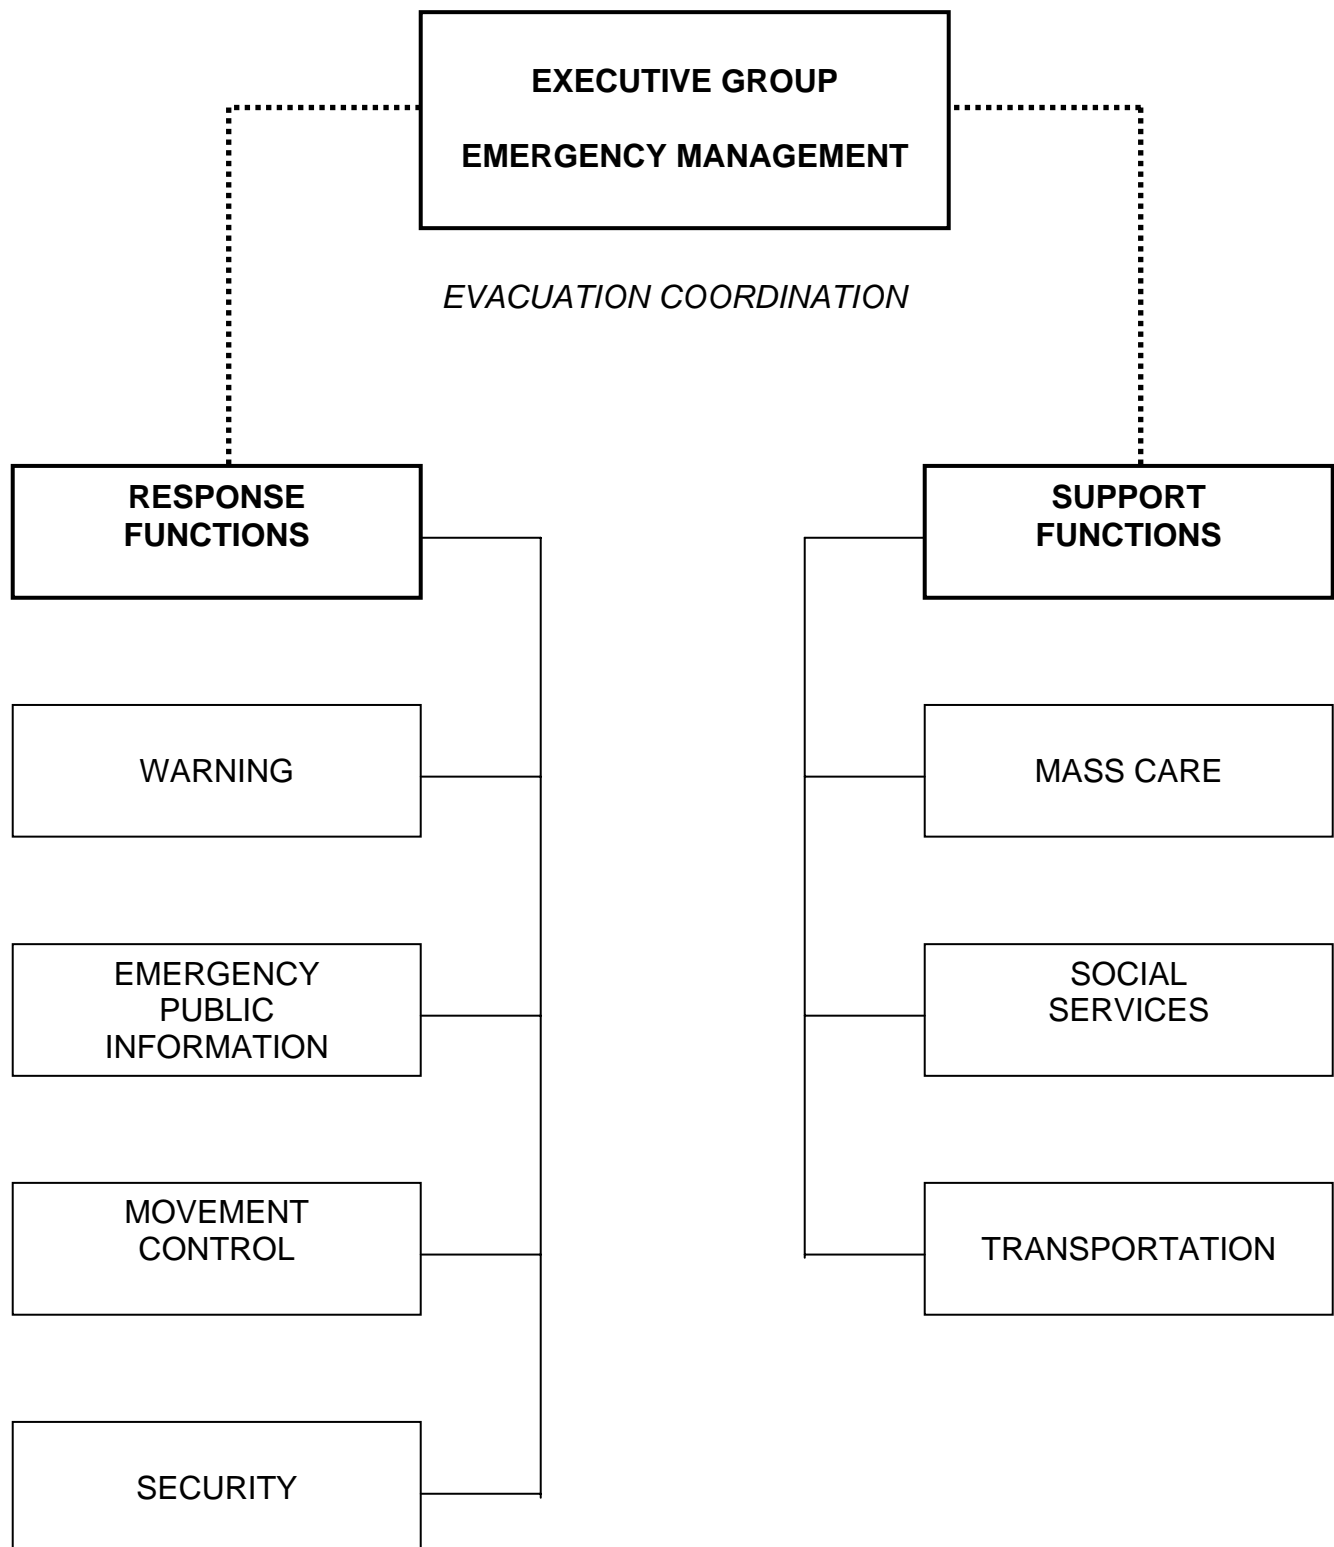 EXECUTIVE GROUP
EMERGENCY MANAGEMENT
EVACUATION COORDINATION
RESPONSE
FUNCTIONS
WARNING
EMERGENCY
PUBLIC
INFORMATION
MOVEMENT
CONTROL
SECURITY
SUPPORT
FUNCTIONS
MASS CARE
SOCIAL
SERVICES
TRANSPORTATION